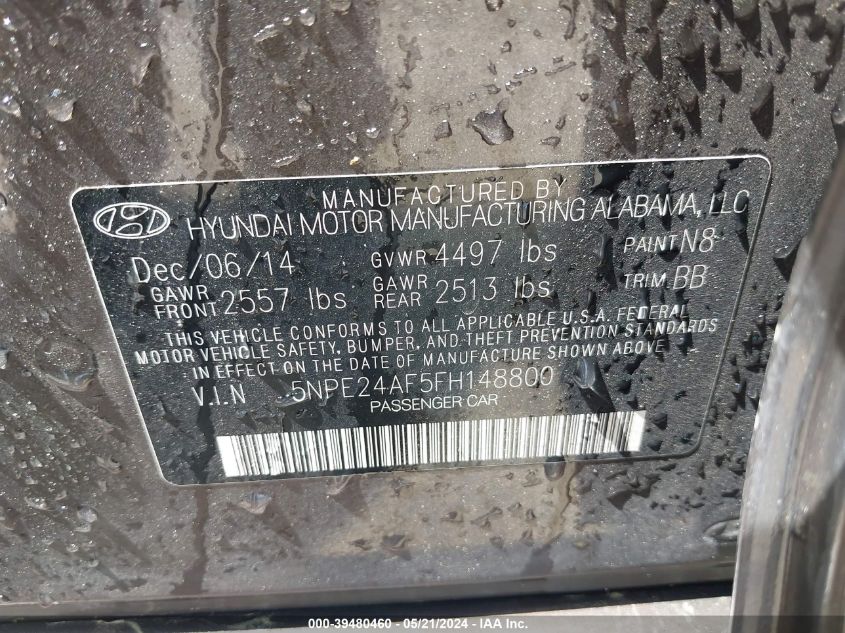 MANUFACTURED BY
HYUNDAI MOTOR MANUFACTURING ALABAMA, LLC
Dec/06/14 GVWR 4497 lbs PAINT N8
GAWR FRONT 2557 lbs GAWR REAR 2513 lbs TRIM BB
THIS VEHICLE CONFORMS TO ALL APPLICABLE U.S.A. FEDERAL
MOTOR VEHICLE SAFETY, BUMPER, AND THEFT PREVENTION STANDARDS
IN EFFECT ON THE DATE OF MANUFACTURE SHOWN ABOVE
V.I.N 5NPE24AF5FH148800
PASSENGER CAR
000-39480460 - 05/21/2024 - IAA Inc.